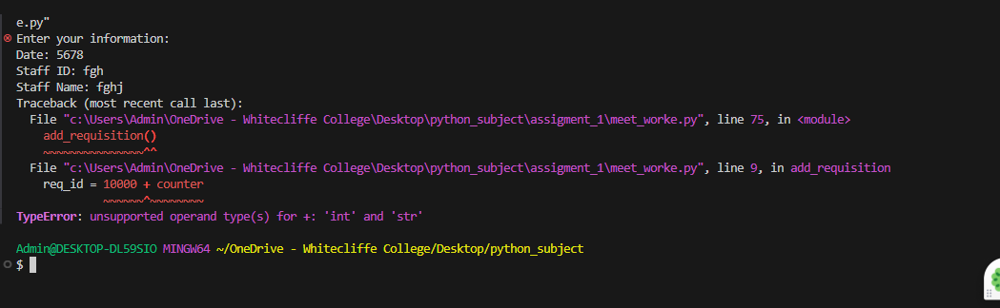 e.py"
Enter your information:
Date: 5678
Staff ID: fgh
Staff Name: fghj
Traceback (most recent call last):
  File "c:\Users\Admin\OneDrive - Whitecliffe College\Desktop\python_subject\assigment_1\meet_worke.py", line 75, in <module>
    add_requisition()
    ~~~~~~~~~~~~~~~^^
  File "c:\Users\Admin\OneDrive - Whitecliffe College\Desktop\python_subject\assigment_1\meet_worke.py", line 9, in add_requisition
    req_id = 10000 + counter
             ~~~~~~^~~~~~~~~
TypeError: unsupported operand type(s) for +: 'int' and 'str'
Admin@DESKTOP-DL59SIO MINGW64 ~/OneDrive - Whitecliffe College/Desktop/python_subject
$